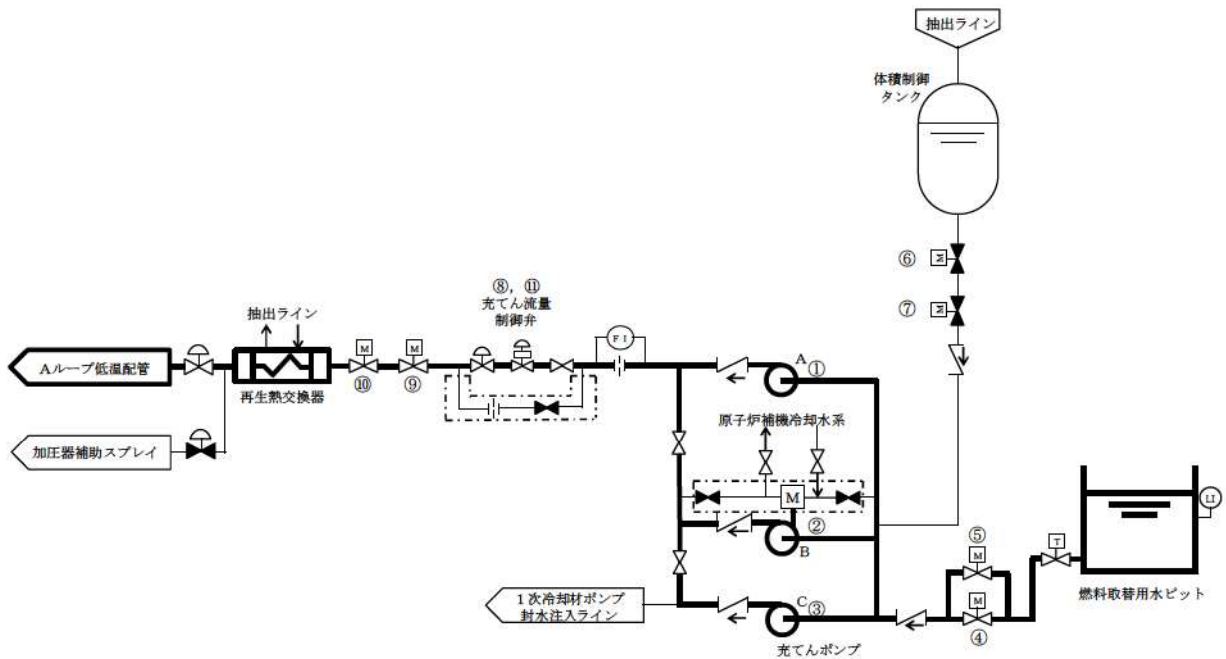 抽出ライン
体積制御
タンク
M
⑥
M
⑦
⑧, ⑪
充てん流量
制御弁
抽出ライン
F I
A
①
M
M
Aループ低温配管
⑩
⑨
再生熱交換器
原子炉補機冷却水系
加圧器補助スプレイ
M
②
B
LI
⑤
M
T
M
④
1次冷却材ポンプ
封水注入ライン
C
③
充てんポンプ
燃料取替用水ピット